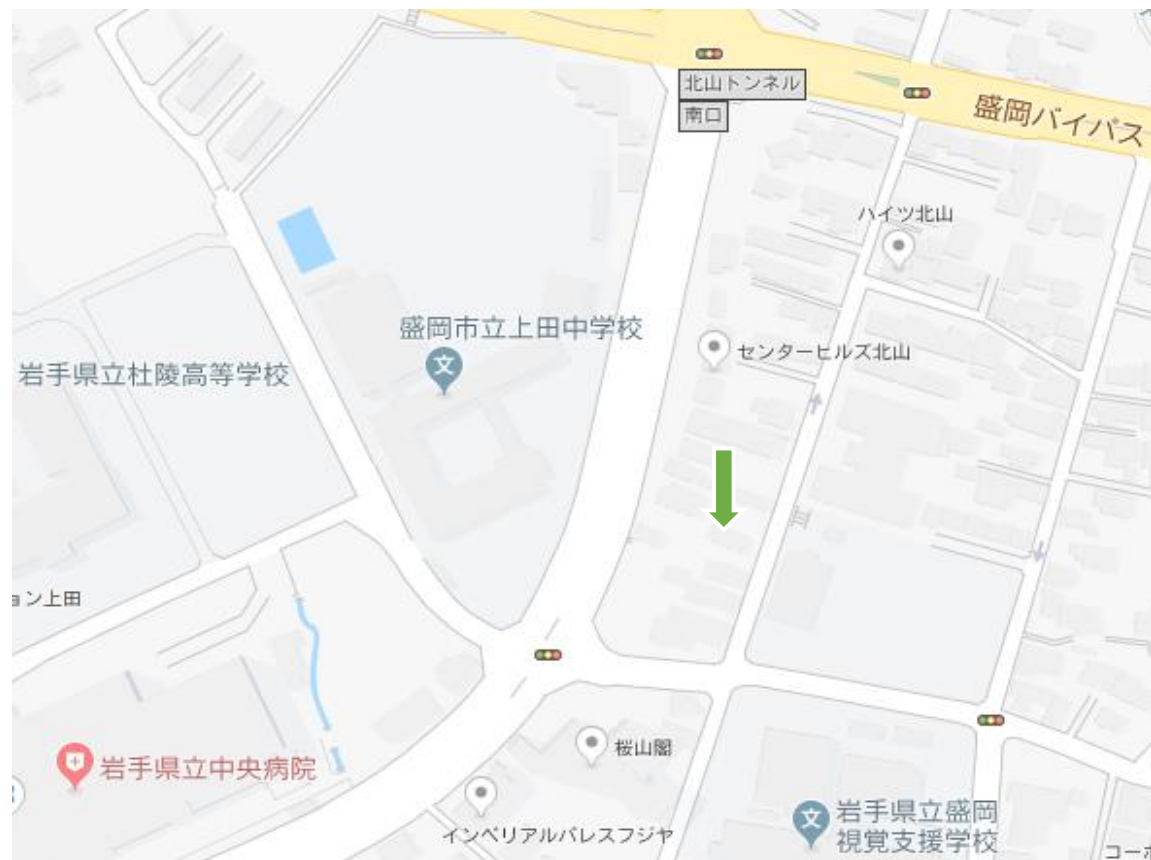 北山トンネル
南口
盛岡バイパス
ハイツ北山
盛岡市立上田中学校
センターヒルズ北山
岩手県立杜陵高等学校
ョン上田
岩手県立中央病院
桜山閣
インペリアルパレスフジヤ
岩手県立盛岡
視覚支援学校
コーポ